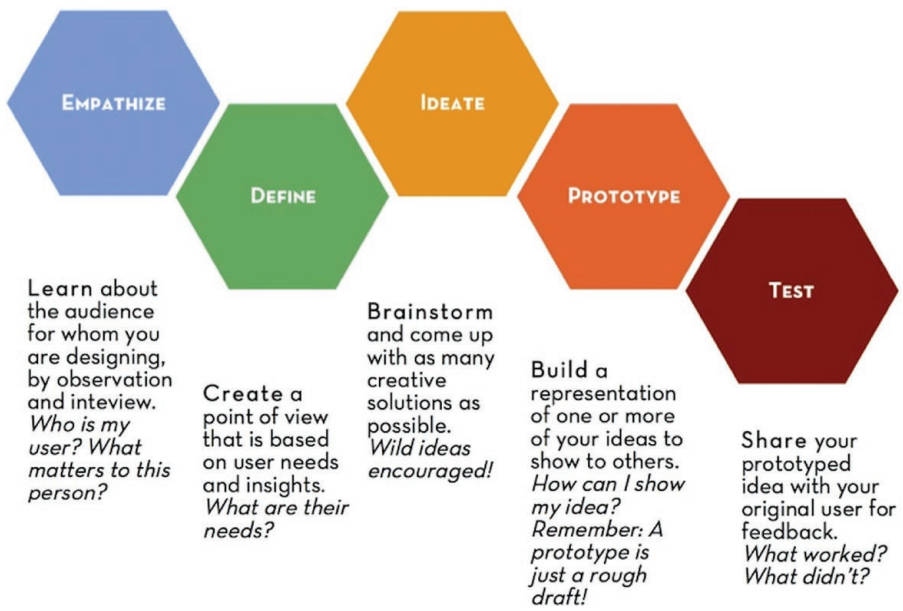 EMPATHIZE
DEFINE
IDEATE
PROTOTYPE
TEST
Learn about
the audience
for whom you
are designing,
by observation
and inteview.
Who is my
user? What
matters to this
person?
Create a
point of view
that is based
on user needs
and insights.
What are their
needs?
Brainstorm
and come up
with as many
creative
solutions as
possible.
Wild ideas
encouraged!
Build a
representation
of one or more
of your ideas to
show to others.
How can I show
my idea?
Remember: A
prototype is
just a rough
draft!
Share your
prototyped
idea with your
original user for
feedback.
What worked?
What didn't?